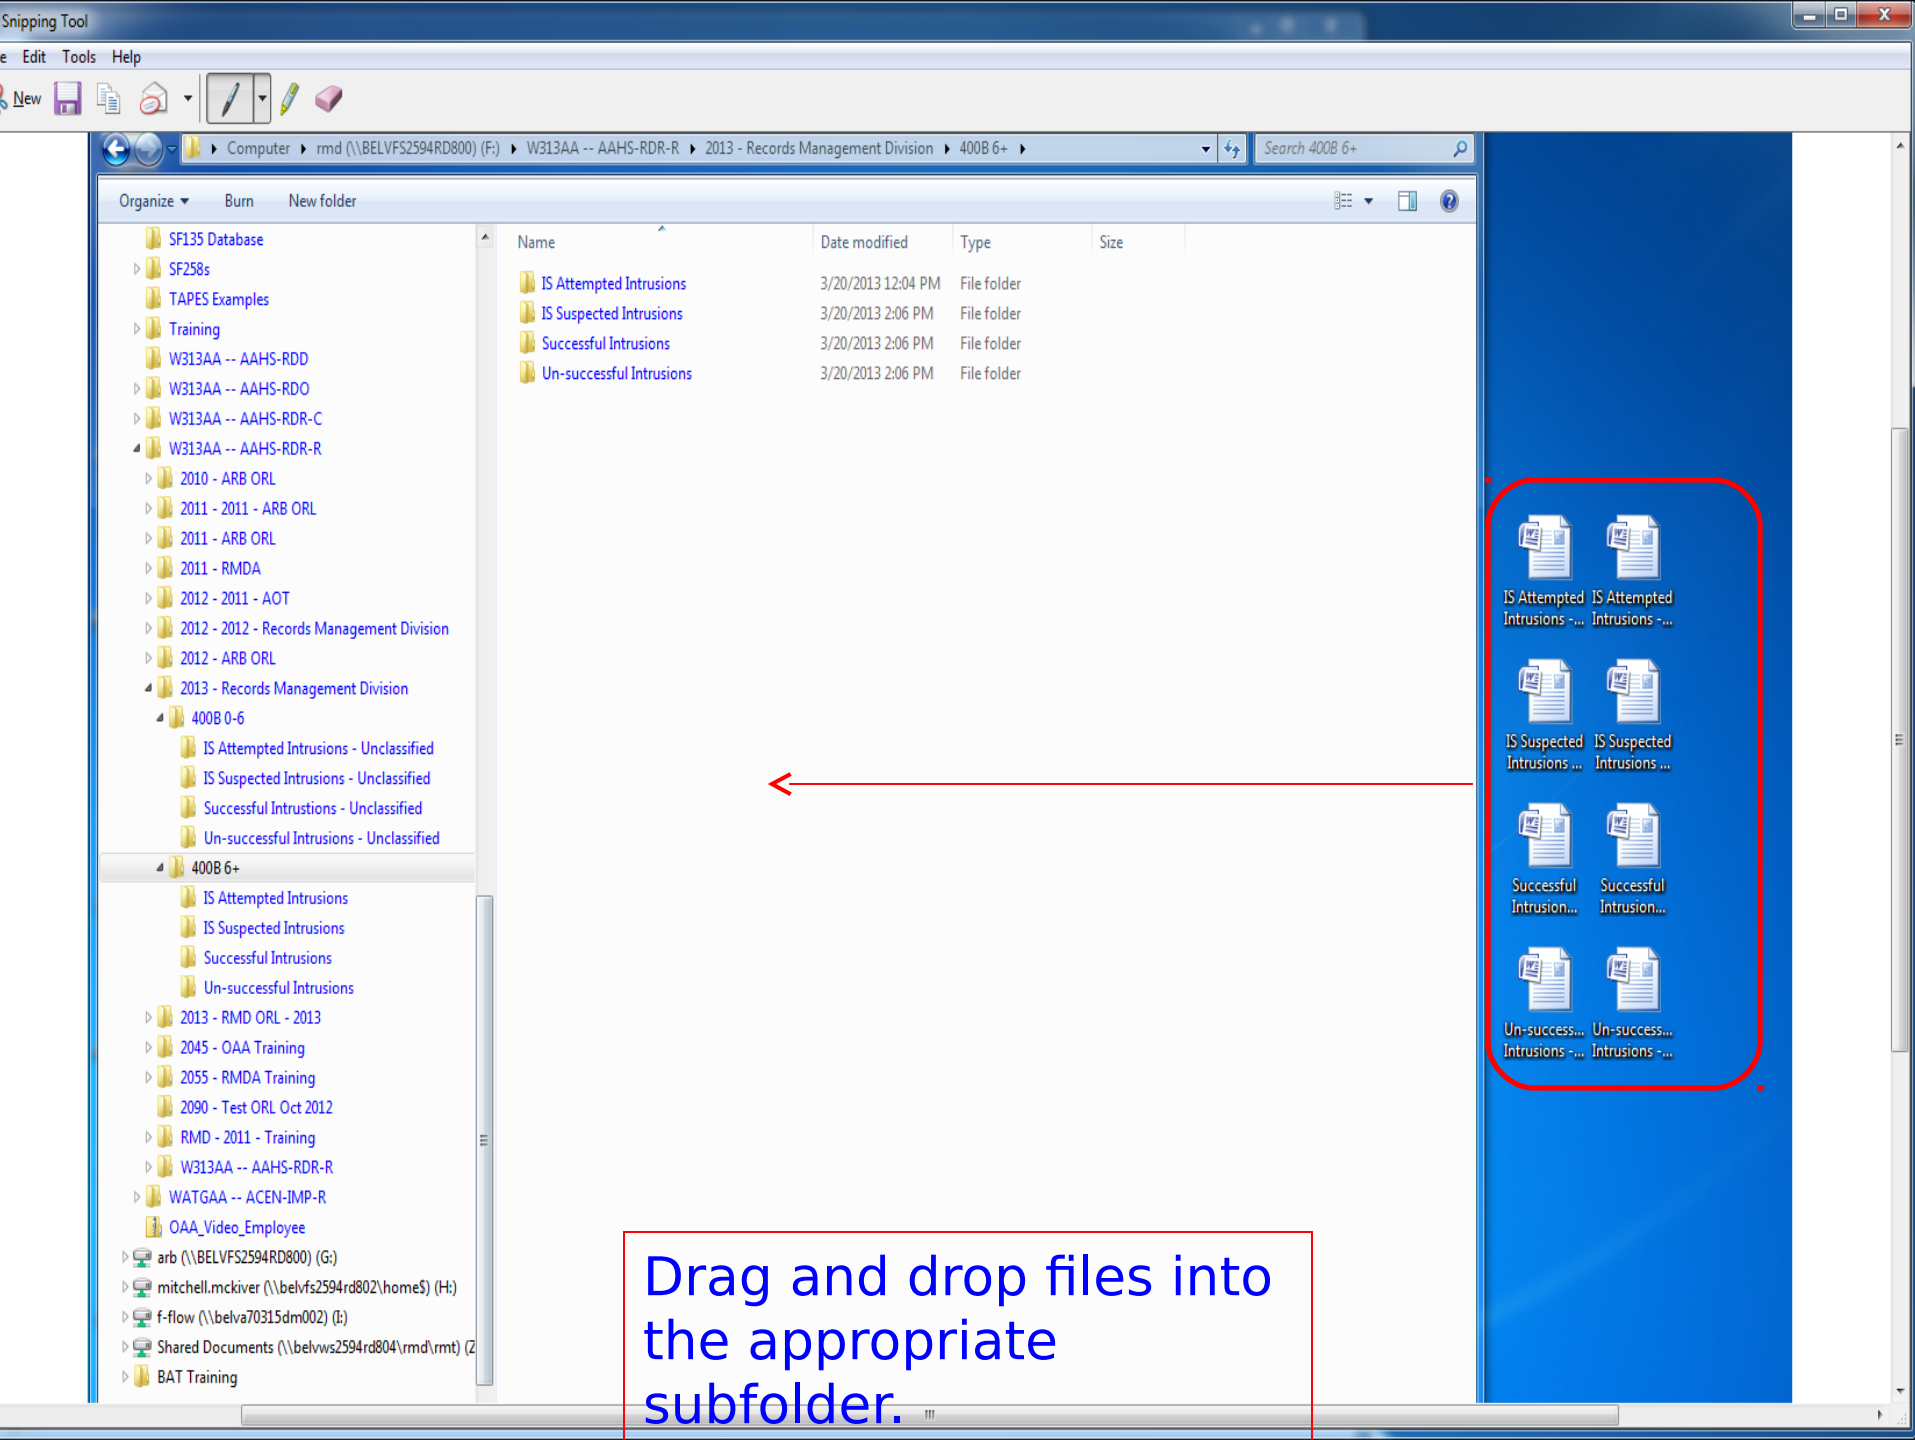 Snipping Tool
e Edit Tools Help
New
Computer rmd (\\BELVFS2594RD800) (F:) W313AA -- AAHS-RDR-R 2013 - Records Management Division 400B 6+
Search 400B 6+
Organize Burn New folder
Name Date modified Type Size
IS Attempted Intrusions 3/20/2013 12:04 PM File folder
IS Suspected Intrusions 3/20/2013 2:06 PM File folder
Successful Intrusions 3/20/2013 2:06 PM File folder
Un-successful Intrusions 3/20/2013 2:06 PM File folder
SF135 Database
SF258s
TAPES Examples
Training
W313AA -- AAHS-RDD
W313AA -- AAHS-RDO
W313AA -- AAHS-RDR-C
W313AA -- AAHS-RDR-R
2010 - ARB ORL
2011 - 2011 - ARB ORL
2011 - ARB ORL
2011 - RMDA
2012 - 2011 - AOT
2012 - 2012 - Records Management Division
2012 - ARB ORL
2013 - Records Management Division
400B 0-6
IS Attempted Intrusions - Unclassified
IS Suspected Intrusions - Unclassified
Successful Intrustions - Unclassified
Un-successful Intrusions - Unclassified
400B 6+
IS Attempted Intrusions
IS Suspected Intrusions
Successful Intrusions
Un-successful Intrusions
2013 - RMD ORL - 2013
2045 - OAA Training
2055 - RMDA Training
2090 - Test ORL Oct 2012
RMD - 2011 - Training
W313AA -- AAHS-RDR-R
WATGAA -- ACEN-IMP-R
OAA_Video_Employee
arb (\\BELVFS2594RD800) (G:)
mitchell.mckiver (\\belvfs2594rd802\home$) (H:)
f-flow (\\belva70315dm002) (I:)
Shared Documents (\\belvws2594rd804\rmd\rmt) (Z
BAT Training
IS Attempted IS Attempted
Intrusions -... Intrusions -...
IS Suspected IS Suspected
Intrusions ... Intrusions ...
Successful Successful
Intrusion... Intrusion...
Un-success... Un-success...
Intrusions -... Intrusions -...
Drag and drop files into
the appropriate
subfolder.